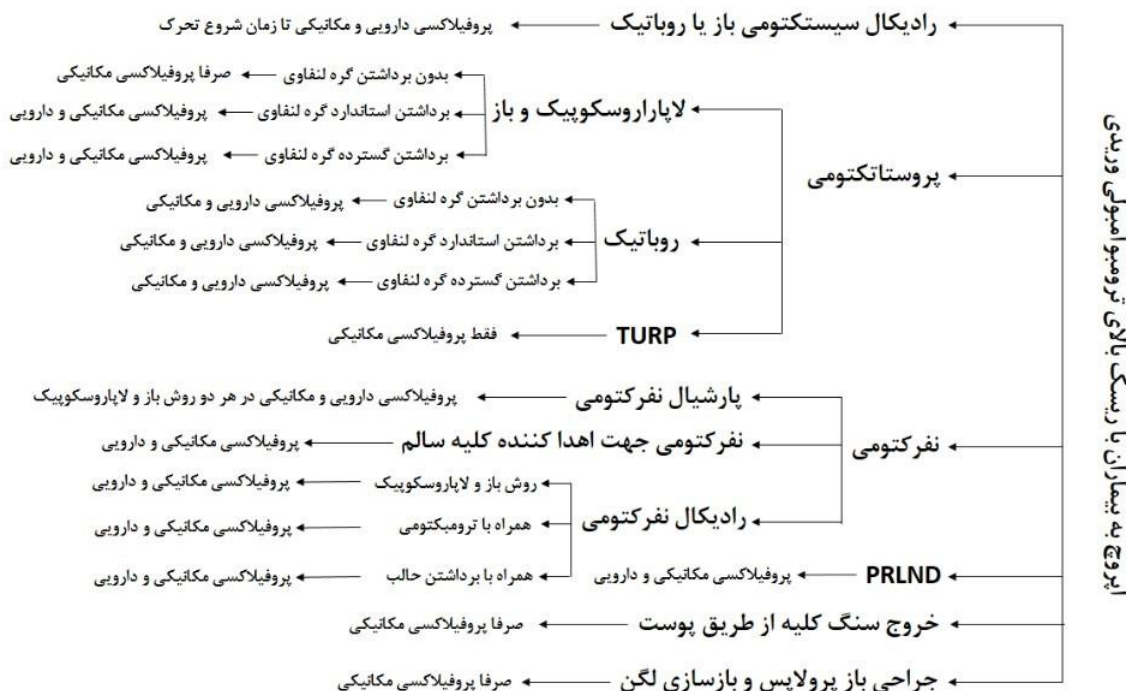 اپروچ به بیماران با ریسک بالای ترومبوآمبولی وریدی
رادیکال سیستکتومی باز یا روباتیک
پروفیلاکسی دارویی و مکانیکی تا زمان شروع تحرک
پروستاتکتومی
لاپاراروسکوپیک و باز
بدون برداشتن گره لنفاوی
صرفا پروفیلاکسی مکانیکی
برداشتن استاندارد گره لنفاوی
پروفیلاکسی مکانیکی و دارویی
برداشتن گسترده گره لنفاوی
پروفیلاکسی مکانیکی و دارویی
روباتیک
بدون برداشتن گره لنفاوی
پروفیلاکسی دارویی و مکانیکی
برداشتن استاندارد گره لنفاوی
پروفیلاکسی دارویی و مکانیکی
برداشتن گسترده گره لنفاوی
پروفیلاکسی دارویی و مکانیکی
TURP
فقط پروفیلاکسی مکانیکی
نفرکتومی
پارشیال نفرکتومی
پروفیلاکسی دارویی و مکانیکی در هر دو روش باز و لاپاروسکوپیک
نفرکتومی جهت اهدا کننده کلیه سالم
پروفیلاکسی مکانیکی و دارویی
رادیکال نفرکتومی
روش باز و لاپاروسکوپیک
پروفیلاکسی مکانیکی و دارویی
همراه با ترومبکتومی
پروفیلاکسی مکانیکی و دارویی
همراه با برداشتن حالب
پروفیلاکسی مکانیکی و دارویی
PRLND
پروفیلاکسی مکانیکی و دارویی
خروج سنگ کلیه از طریق پوست
صرفا پروفیلاکسی مکانیکی
جراحی باز پرولاپس و بازسازی لگن
صرفا پروفیلاکسی مکانیکی